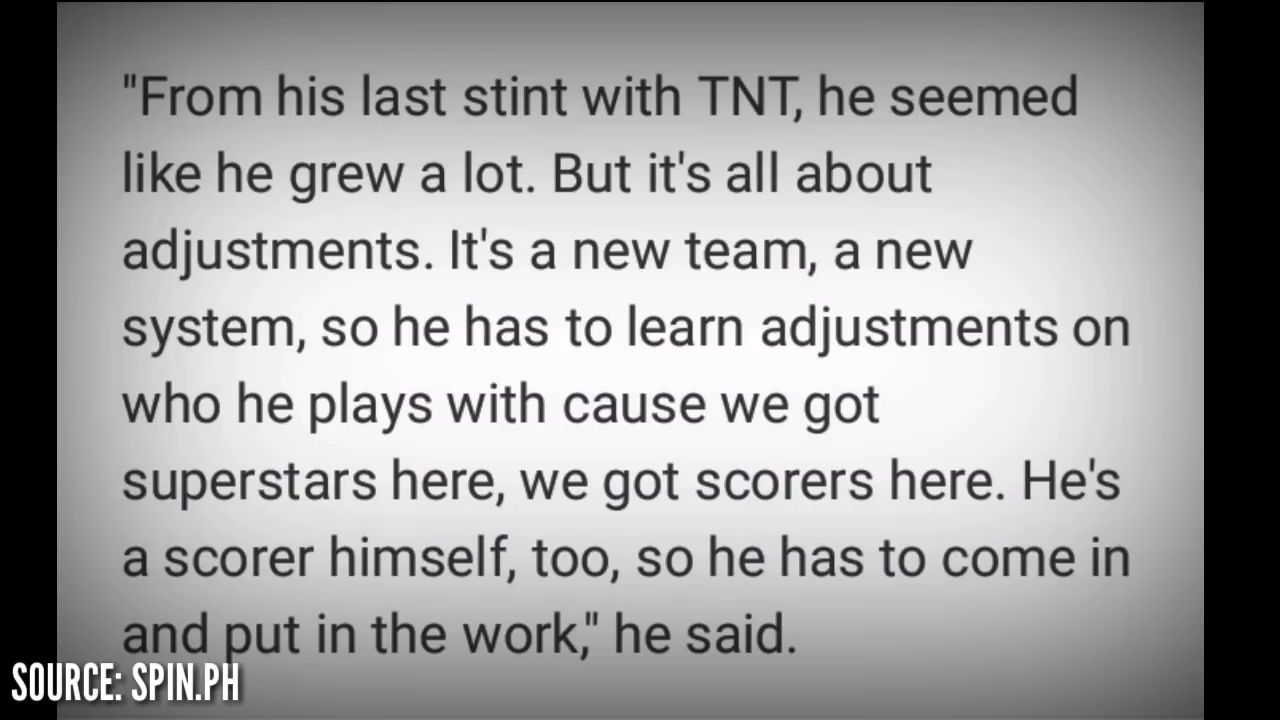 "From his last stint with TNT, he seemed
like he grew a lot. But it's all about
adjustments. It's a new team, a new
system, so he has to learn adjustments on
who he plays with cause we got
superstars here, we got scorers here. He's
a scorer himself, too, so he has to come in
and put in the work," he said.
SOURCE: SPIN.PH